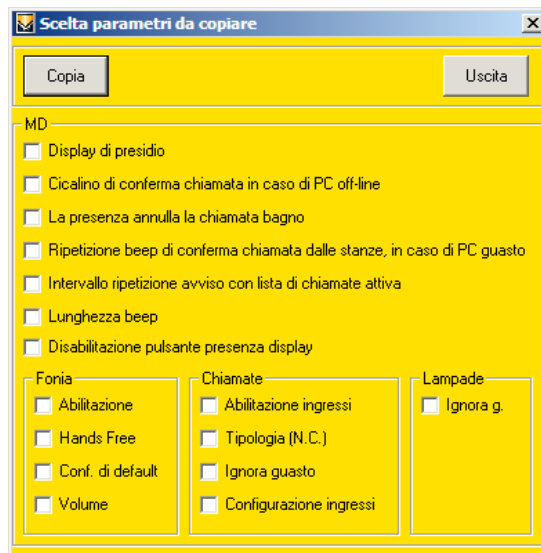 Scelta parametri da copiare
Copia Uscita
MD
Display di presidio
Cicalino di conferma chiamata in caso di PC off-line
La presenza annulla la chiamata bagno
Ripetizione beep di conferma chiamata dalle stanze, in caso di PC guasto
Intervallo ripetizione avviso con lista di chiamate attiva
Lunghezza beep
Disabilitazione pulsante presenza display
Fonia
Abilitazione
Hands Free
Conf. di default
Volume
Chiamate
Abilitazione ingressi
Tipologia (N.C.)
Ignora guasto
Configurazione ingressi
Lampade
Ignora g.